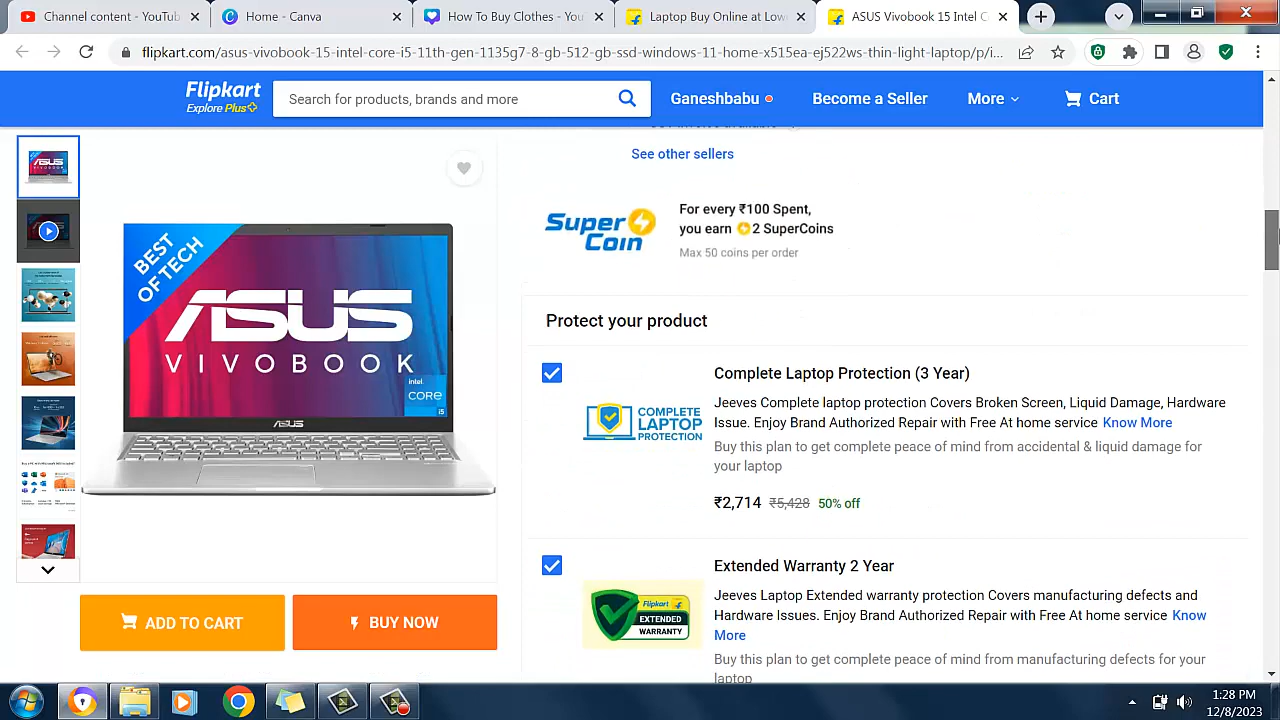 Channel content - YouTub
Home - Canva
How To Dry Clothes - You
Laptop Buy Online at Low
ASUS Vivobook 15 Intel C
flipkart.com/asus-vivobook-15-intel-core-i5-11th-gen-1135g7-8-gb-512-gb-ssd-windows-11-home-x515ea-ej522ws-thin-light-laptop/p/i...
Flipkart
Explore Plus
Search for products, brands and more
Ganeshbabu
Become a Seller
More
Cart
See other sellers
BEST
OF TECH
ASUS
VIVOBOOK
intel.
CORE
i5
ASUS
Super
Coin
For every ₹100 Spent,
you earn 2 SuperCoins
Max 50 coins per order
Protect your product
Complete Laptop Protection (3 Year)
COMPLETE
LAPTOP
PROTECTION
Jeeves Complete laptop protection Covers Broken Screen, Liquid Damage, Hardware
Issue. Enjoy Brand Authorized Repair with Free At home service Know More
Buy this plan to get complete peace of mind from accidental & liquid damage for
your laptop
₹2,714 ₹5,428 50% off
Extended Warranty 2 Year
Flipkart
EXTENDED
WARRANTY
Jeeves Laptop Extended warranty protection Covers manufacturing defects and
Hardware Issues. Enjoy Brand Authorized Repair with Free At home service Know
More
Buy this plan to get complete peace of mind from manufacturing defects for your
laptop
ADD TO CART
BUY NOW
1:28 PM
12/8/2023